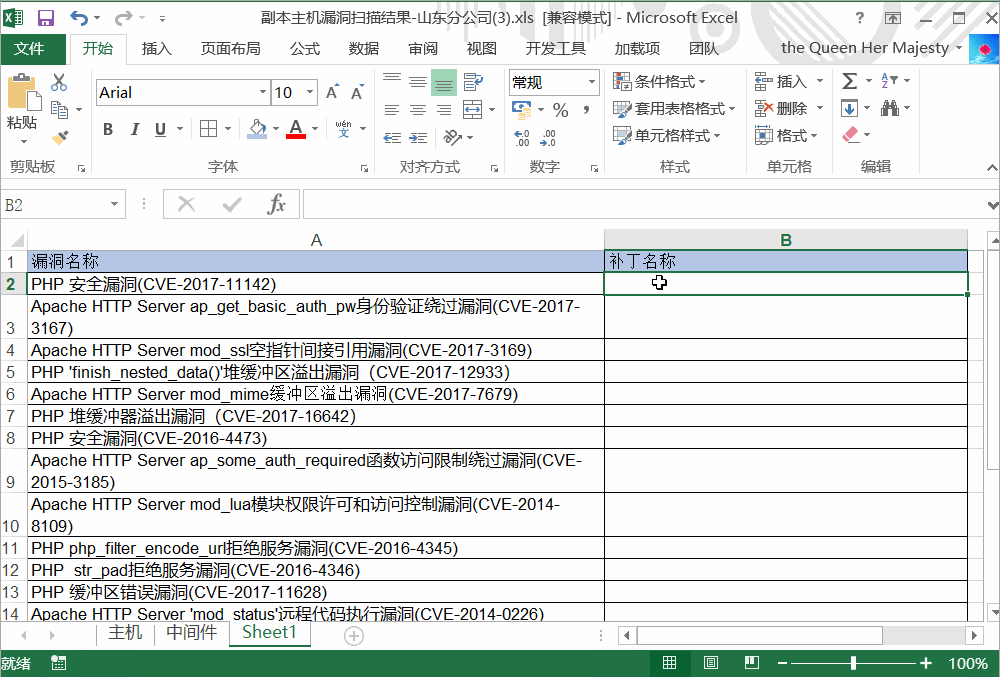 副本主机漏洞扫描结果-山东分公司(3).xls [兼容模式] - Microsoft Excel
文件 开始 插入 页面布局 公式 数据 审阅 视图 开发工具 加载项 团队 the Queen Her Majesty
粘贴 Arial 10 常规 条件格式 插入
B I U wén 文 % , 套用表格格式 删除
单元格样式 格式
剪贴板 字体 对齐方式 数字 样式 单元格 编辑
B2 fx
A B
1 漏洞名称 补丁名称
2 PHP 安全漏洞(CVE-2017-11142)
Apache HTTP Server ap_get_basic_auth_pw身份验证绕过漏洞(CVE-2017-
3 3167)
4 Apache HTTP Server mod_ssl空指针间接引用漏洞(CVE-2017-3169)
5 PHP 'finish_nested_data()'堆缓冲区溢出漏洞（CVE-2017-12933)
6 Apache HTTP Server mod_mime缓冲区溢出漏洞(CVE-2017-7679)
7 PHP 堆缓冲器溢出漏洞（CVE-2017-16642)
8 PHP 安全漏洞(CVE-2016-4473)
Apache HTTP Server ap_some_auth_required函数访问限制绕过漏洞(CVE-
9 2015-3185)
Apache HTTP Server mod_lua模块权限许可和访问控制漏洞(CVE-2014-
10 8109)
11 PHP php_filter_encode_url拒绝服务漏洞(CVE-2016-4345)
12 PHP  str_pad拒绝服务漏洞(CVE-2016-4346)
13 PHP 缓冲区错误漏洞(CVE-2017-11628)
14 Apache HTTP Server 'mod_status'远程代码执行漏洞(CVE-2014-0226)
主机 中间件 Sheet1
就绪 100%